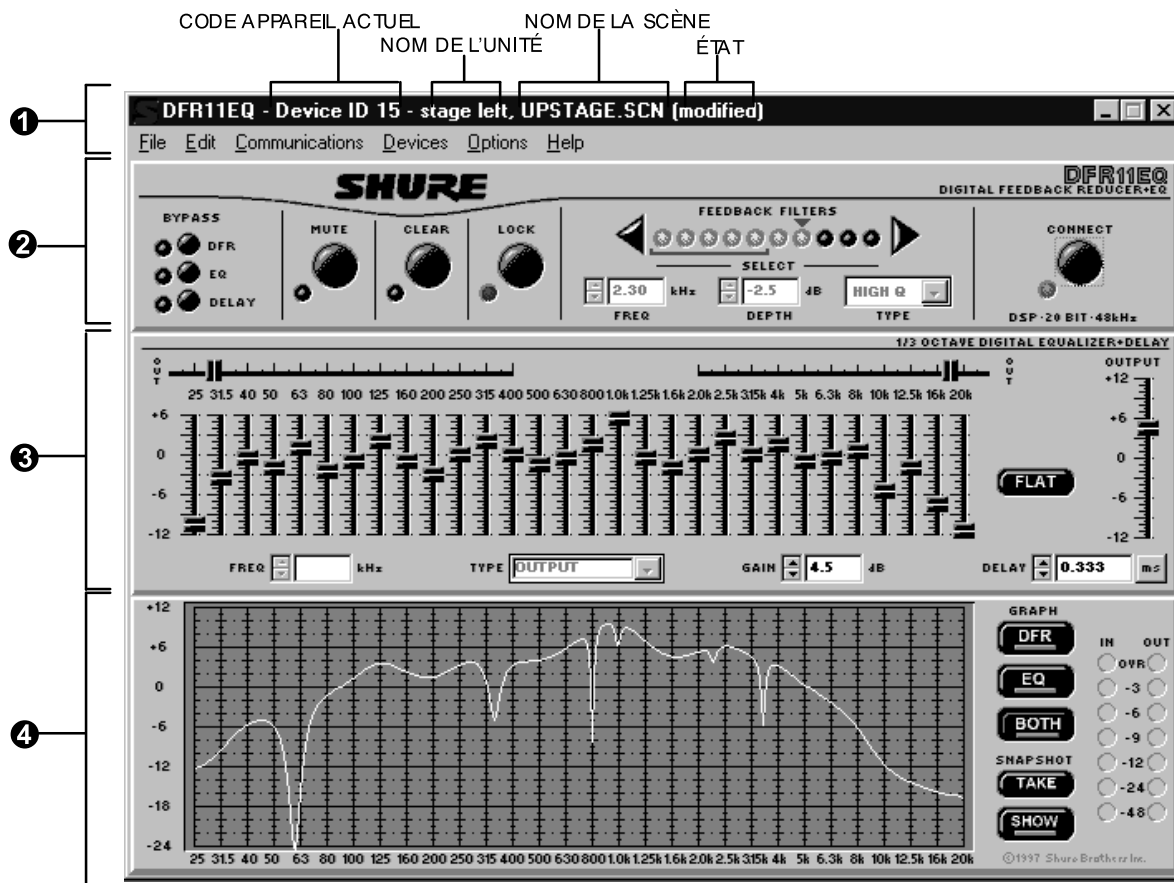 CODE APPAREIL ACTUEL
NOM DE LA SCÈNE
NOM DE L'UNITÉ
ÉTAT
1
DFR11EQ - Device ID 15 - stage left, UPSTAGE.SCN (modified)
File Edit Communications Devices Options Help
2
SHURE
DFR11EQ
DIGITAL FEEDBACK REDUCER+EQ
BYPASS
DFR
EQ
DELAY
MUTE
CLEAR
LOCK
FEEDBACK FILTERS
SELECT
2.30 kHz
-2.5 dB
HIGH Q
FREQ
DEPTH
TYPE
CONNECT
DSP·20 BIT·48kHz
3
1/3 OCTAVE DIGITAL EQUALIZER+DELAY
OUT
OUT
OUTPUT
25 31.5 40 50 63 80 100 125 160 200 250 315 400 500 630 800 1.0k 1.25k 1.6k 2.0k 2.5k 3.15k 4k 5k 6.3k 8k 10k 12.5k 16k 20k
+6
0
-6
-12
FLAT
+12
+6
0
-6
-12
FREQ kHz
TYPE OUTPUT
GAIN 4.5 dB
DELAY 0.333 ms
4
+12
+6
0
-6
-12
-18
-24
25 31.5 40 50 63 80 100 125 160 200 250 315 400 500 630 800 1.0k 1.25k 1.6k 2.0k 2.5k 3.15k 4k 5k 6.3k 8k 10k 12.5k 16k 20k
GRAPH
DFR
EQ
BOTH
SNAPSHOT
TAKE
SHOW
IN OUT
OVR
-3
-6
-9
-12
-24
-48
©1997 Shure Brothers Inc.